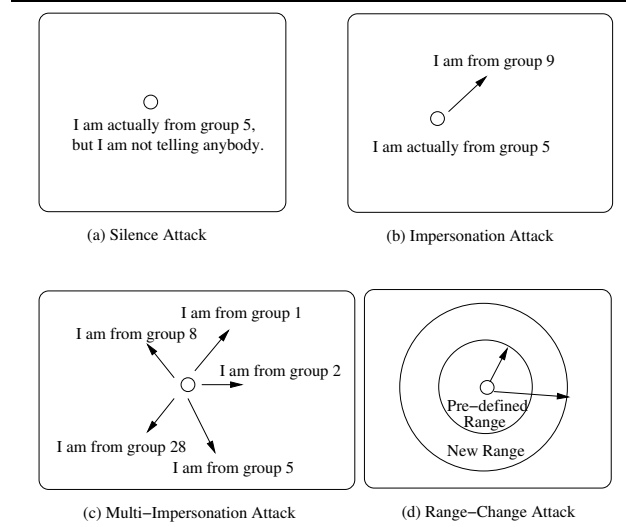 I am actually from group 5,
but I am not telling anybody.
(a) Silence Attack
I am from group 9
I am actually from group 5
(b) Impersonation Attack
I am from group 1
I am from group 8
I am from group 2
I am from group 28
I am from group 5
(c) Multi−Impersonation Attack
Pre−defined
Range
New Range
(d) Range−Change Attack